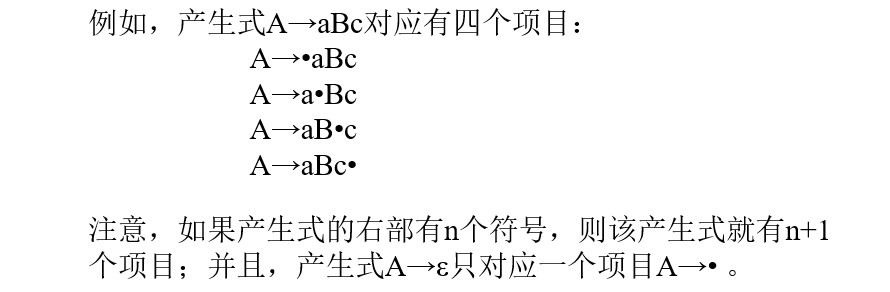 例如，产生式A→aBc对应有四个项目：
A→•aBc
A→a•Bc
A→aB•c
A→aBc•
注意，如果产生式的右部有n个符号，则该产生式就有n+1
个项目；并且，产生式A→ε只对应一个项目A→• 。